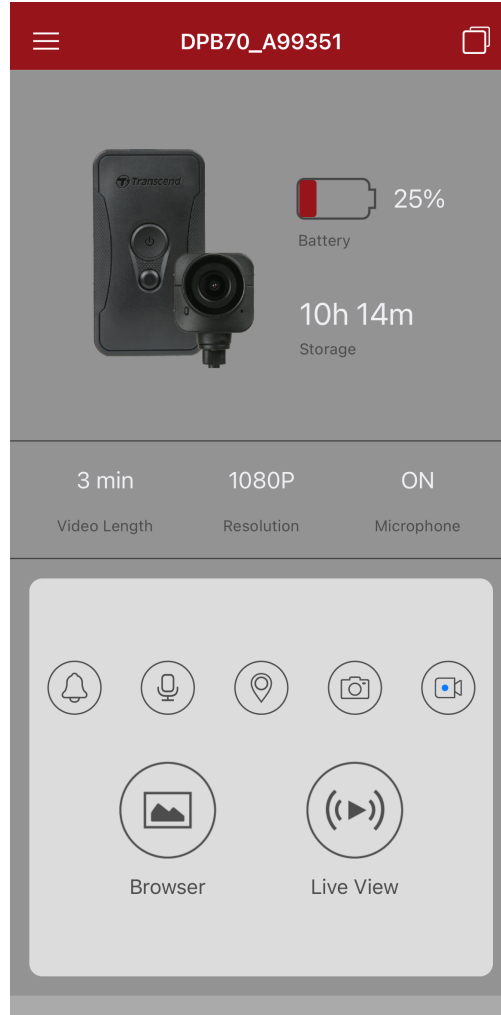 DPB70_A99351
Transcend
25%
Battery
10h 14m
Storage
3 min 1080P ON
Video Length Resolution Microphone
Browser Live View